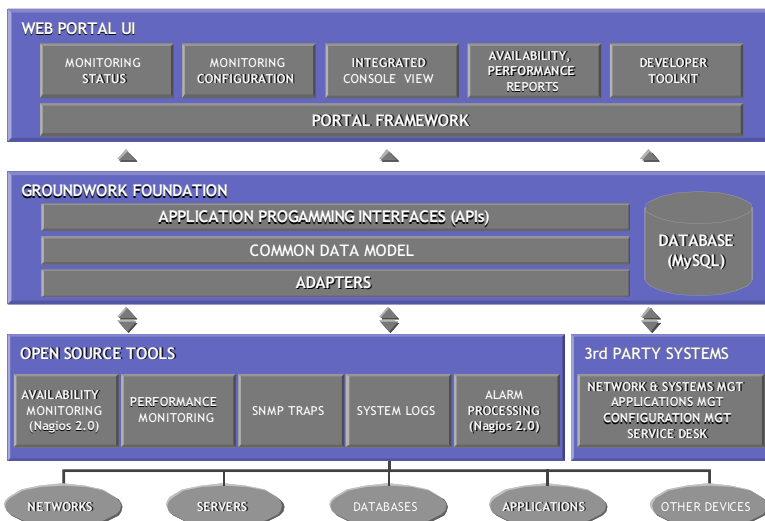 WEB PORTAL UI
MONITORING
STATUS
MONITORING
CONFIGURATION
INTEGRATED
CONSOLE VIEW
AVAILABILITY,
PERFORMANCE
REPORTS
DEVELOPER
TOOLKIT
PORTAL FRAMEWORK
GROUNDWORK FOUNDATION
APPLICATION PROGAMMING INTERFACES (APIs)
COMMON DATA MODEL
ADAPTERS
DATABASE
(MySQL)
OPEN SOURCE TOOLS
AVAILABILITY
MONITORING
(Nagios 2.0)
PERFORMANCE
MONITORING
SNMP TRAPS
SYSTEM LOGS
ALARM
PROCESSING
(Nagios 2.0)
3rd PARTY SYSTEMS
NETWORK & SYSTEMS MGT
APPLICATIONS MGT
CONFIGURATION MGT
SERVICE DESK
NETWORKS
SERVERS
DATABASES
APPLICATIONS
OTHER DEVICES